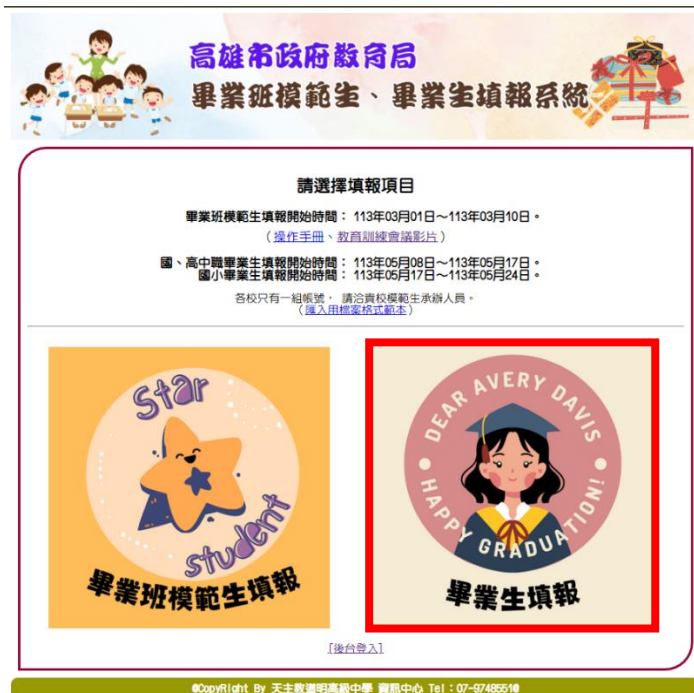 高雄市政府教育局
畢業班模範生、畢業生填報系統
請選擇填報項目
畢業班模範生填報開始時間： 113年03月01日～113年03月10日。
（操作手冊、教育訓練會議影片）
國、高中職畢業生填報開始時間： 113年05月08日～113年05月17日。
國小畢業生填報開始時間： 113年05月17日～113年05月24日。
各校只有一組帳號， 請洽貴校模範生承辦人員。
（匯入用檔案格式範本）
Star
student
畢業班模範生填報
DEAR AVERY DAVIS
HAPPY GRADUATION!
畢業生填報
[後台登入]
©CopyRight By 天主教道明高級中學 資訊中心 Tel：07-97485510